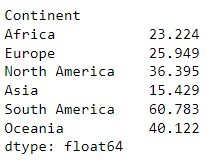 Continent
Africa 23.224
Europe 25.949
North America 36.395
Asia 15.429
South America 60.783
Oceania 40.122
dtype: float64